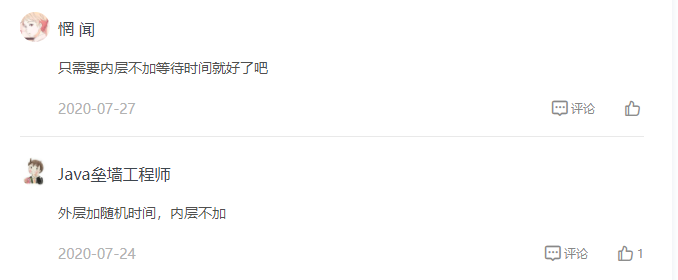 惘 闻
只需要内层不加等待时间就好了吧
2020-07-27 评论
Java垒墙工程师
外层加随机时间，内层不加
2020-07-24 评论 1